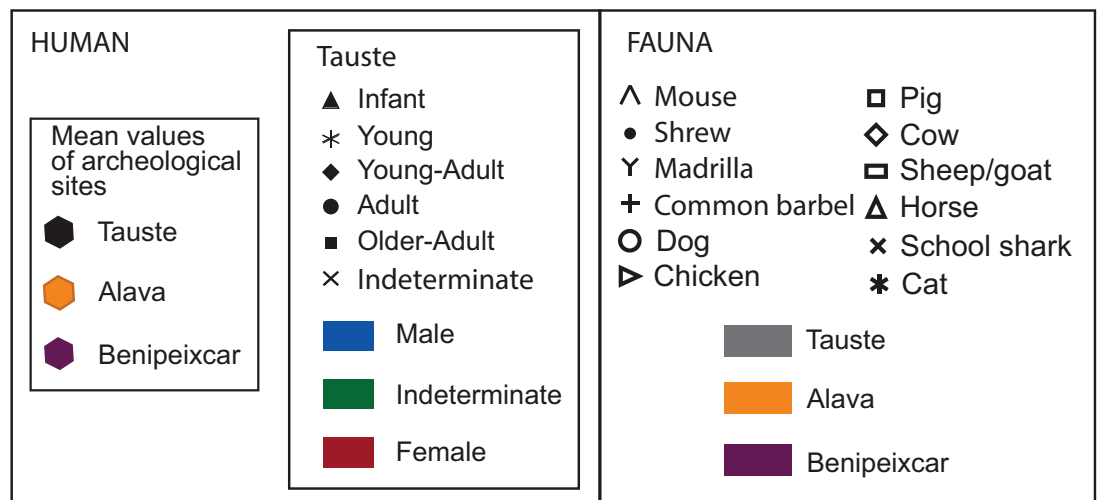 HUMAN
Mean values
of archeological
sites
Tauste
Alava
Benipeixcar
Tauste
Infant
Young
Young-Adult
Adult
Older-Adult
Indeterminate
Male
Indeterminate
Female
FAUNA
Mouse
Shrew
Madrilla
Common barbel
Dog
Chicken
Pig
Cow
Sheep/goat
Horse
School shark
Cat
Tauste
Alava
Benipeixcar